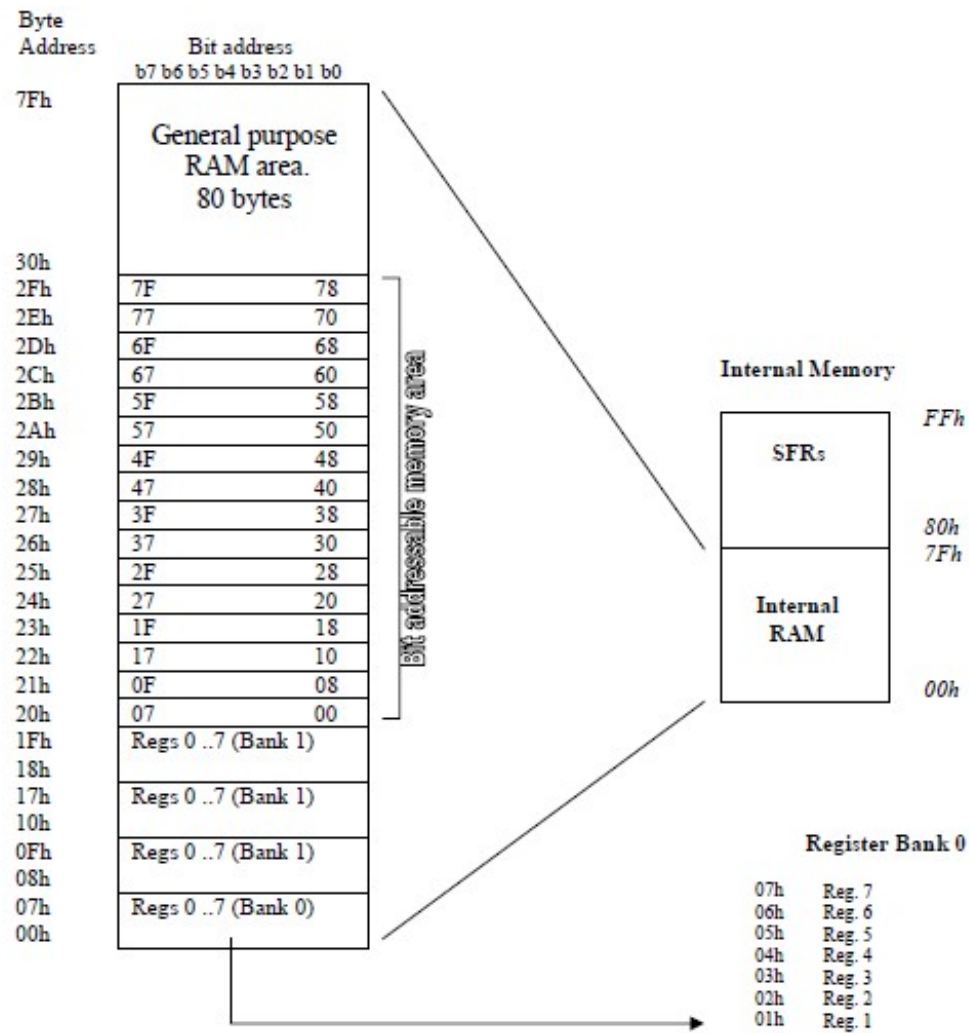 Byte
Address
Bit address
b7 b6 b5 b4 b3 b2 b1 b0
7Fh
General purpose
RAM area.
80 bytes
30h
2Fh 7F 78
2Eh 77 70
2Dh 6F 68
2Ch 67 60
2Bh 5F 58
2Ah 57 50
29h 4F 48
28h 47 40
27h 3F 38
26h 37 30
25h 2F 28
24h 27 20
23h 1F 18
22h 17 10
21h 0F 08
20h 07 00
Bit addressable memory area
1Fh Regs 0 ..7 (Bank 1)
18h
17h Regs 0 ..7 (Bank 1)
10h
0Fh Regs 0 ..7 (Bank 1)
08h
07h Regs 0 ..7 (Bank 0)
00h
Internal Memory
FFh
SFRs
80h
7Fh
Internal
RAM
00h
Register Bank 0
07h Reg. 7
06h Reg. 6
05h Reg. 5
04h Reg. 4
03h Reg. 3
02h Reg. 2
01h Reg. 1